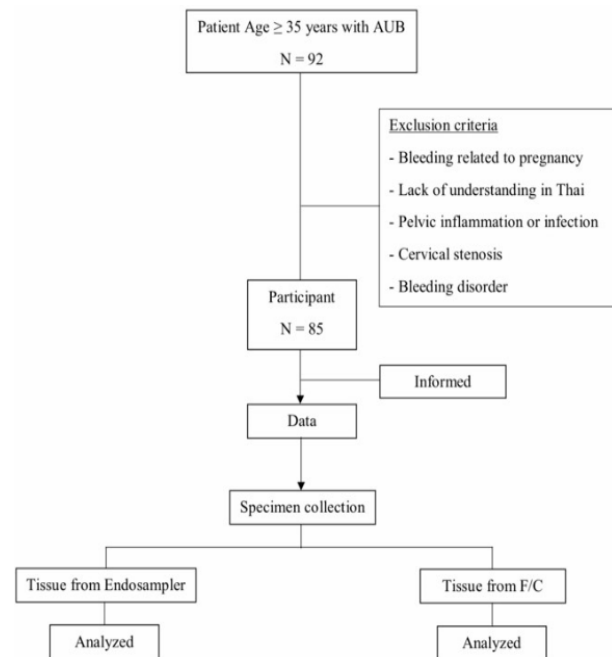 Patient Age ≥ 35 years with AUB
N = 92
Exclusion criteria
- Bleeding related to pregnancy
- Lack of understanding in Thai
- Pelvic inflammation or infection
- Cervical stenosis
- Bleeding disorder
Participant
N = 85
Informed
Data
Specimen collection
Tissue from Endosampler
Tissue from F/C
Analyzed
Analyzed